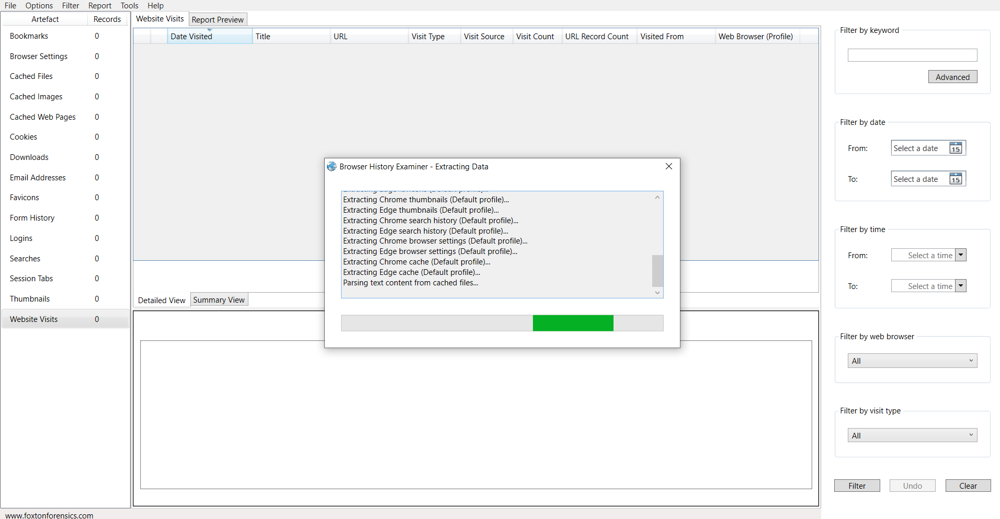 File Options Filter Report Tools Help
Artefact Records
Bookmarks 0
Browser Settings 0
Cached Files 0
Cached Images 0
Cached Web Pages 0
Cookies 0
Downloads 0
Email Addresses 0
Favicons 0
Form History 0
Logins 0
Searches 0
Session Tabs 0
Thumbnails 0
Website Visits 0
Website Visits Report Preview
Date Visited Title URL Visit Type Visit Source Visit Count URL Record Count Visited From Web Browser (Profile)
Browser History Examiner - Extracting Data
Extracting Edge favicons (Default profile)...
Extracting Chrome thumbnails (Default profile)...
Extracting Edge thumbnails (Default profile)...
Extracting Chrome search history (Default profile)...
Extracting Edge search history (Default profile)...
Extracting Chrome browser settings (Default profile)...
Extracting Edge browser settings (Default profile)...
Extracting Chrome cache (Default profile)...
Extracting Edge cache (Default profile)...
Parsing text content from cached files...
Detailed View Summary View
Filter by keyword
Advanced
Filter by date
From: Select a date 15
To: Select a date 15
Filter by time
From: Select a time
To: Select a time
Filter by web browser
All
Filter by visit type
All
Filter Undo Clear
www.foxtonforensics.com